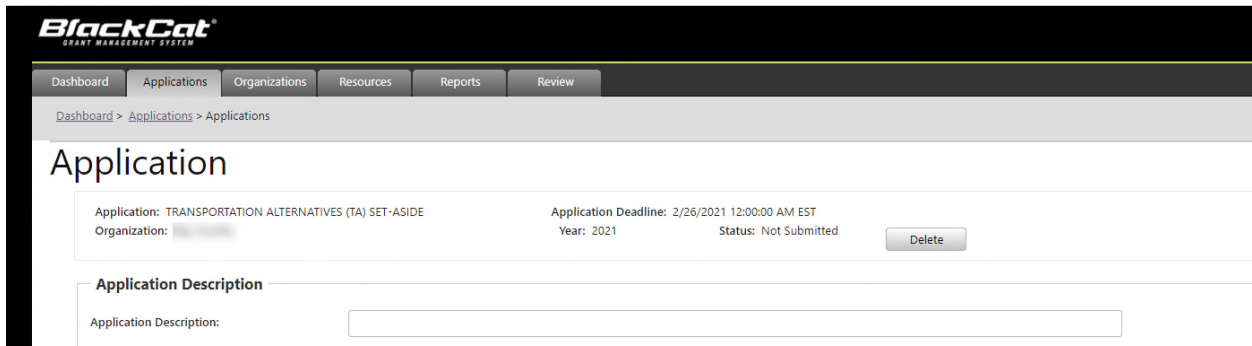 BlackCat®
GRANT MANAGEMENT SYSTEM
Dashboard Applications Organizations Resources Reports Review
Dashboard > Applications > Applications
Application
Application: TRANSPORTATION ALTERNATIVES (TA) SET-ASIDE Application Deadline: 2/26/2021 12:00:00 AM EST
Organization: Year: 2021 Status: Not Submitted Delete
Application Description
Application Description: